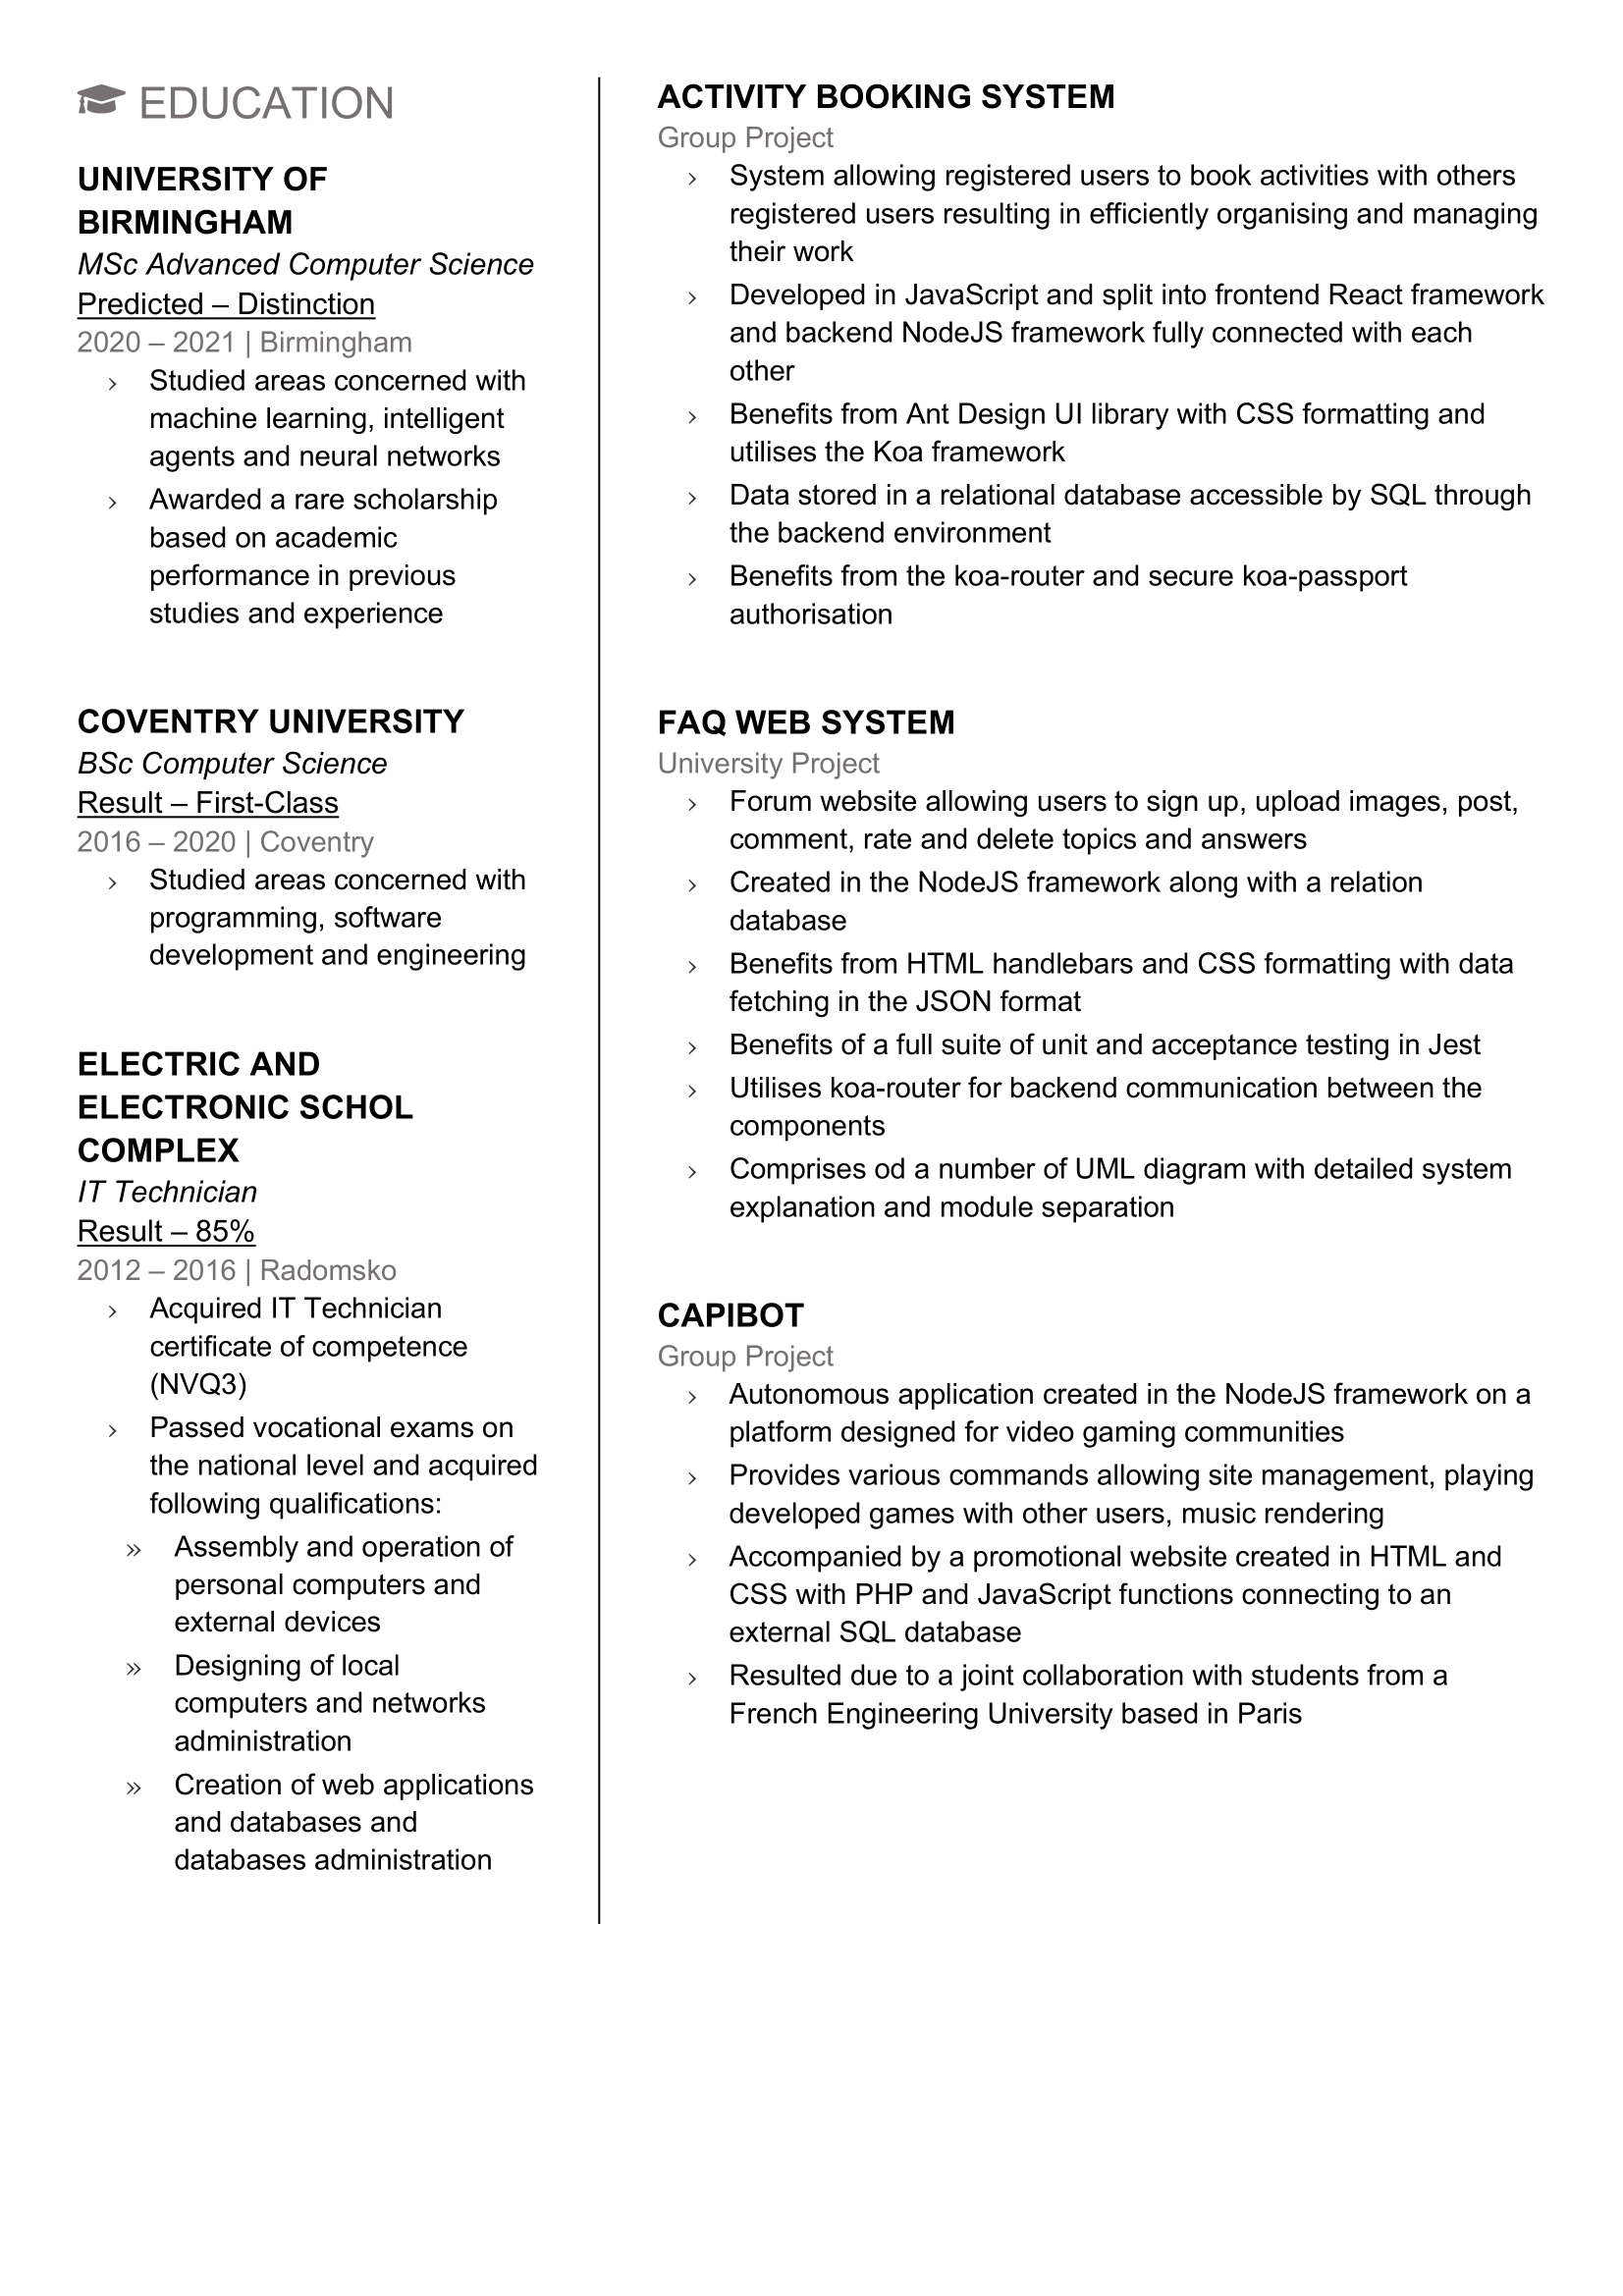 EDUCATION
UNIVERSITY OF
BIRMINGHAM
MSc Advanced Computer Science
Predicted – Distinction
2020 – 2021 | Birmingham
› Studied areas concerned with
machine learning, intelligent
agents and neural networks
› Awarded a rare scholarship
based on academic
performance in previous
studies and experience
COVENTRY UNIVERSITY
BSc Computer Science
Result – First-Class
2016 – 2020 | Coventry
› Studied areas concerned with
programming, software
development and engineering
ELECTRIC AND
ELECTRONIC SCHOL
COMPLEX
IT Technician
Result – 85%
2012 – 2016 | Radomsko
› Acquired IT Technician
certificate of competence
(NVQ3)
› Passed vocational exams on
the national level and acquired
following qualifications:
» Assembly and operation of
personal computers and
external devices
» Designing of local
computers and networks
administration
» Creation of web applications
and databases and
databases administration
ACTIVITY BOOKING SYSTEM
Group Project
› System allowing registered users to book activities with others
registered users resulting in efficiently organising and managing
their work
› Developed in JavaScript and split into frontend React framework
and backend NodeJS framework fully connected with each
other
› Benefits from Ant Design UI library with CSS formatting and
utilises the Koa framework
› Data stored in a relational database accessible by SQL through
the backend environment
› Benefits from the koa-router and secure koa-passport
authorisation
FAQ WEB SYSTEM
University Project
› Forum website allowing users to sign up, upload images, post,
comment, rate and delete topics and answers
› Created in the NodeJS framework along with a relation
database
› Benefits from HTML handlebars and CSS formatting with data
fetching in the JSON format
› Benefits of a full suite of unit and acceptance testing in Jest
› Utilises koa-router for backend communication between the
components
› Comprises od a number of UML diagram with detailed system
explanation and module separation
CAPIBOT
Group Project
› Autonomous application created in the NodeJS framework on a
platform designed for video gaming communities
› Provides various commands allowing site management, playing
developed games with other users, music rendering
› Accompanied by a promotional website created in HTML and
CSS with PHP and JavaScript functions connecting to an
external SQL database
› Resulted due to a joint collaboration with students from a
French Engineering University based in Paris